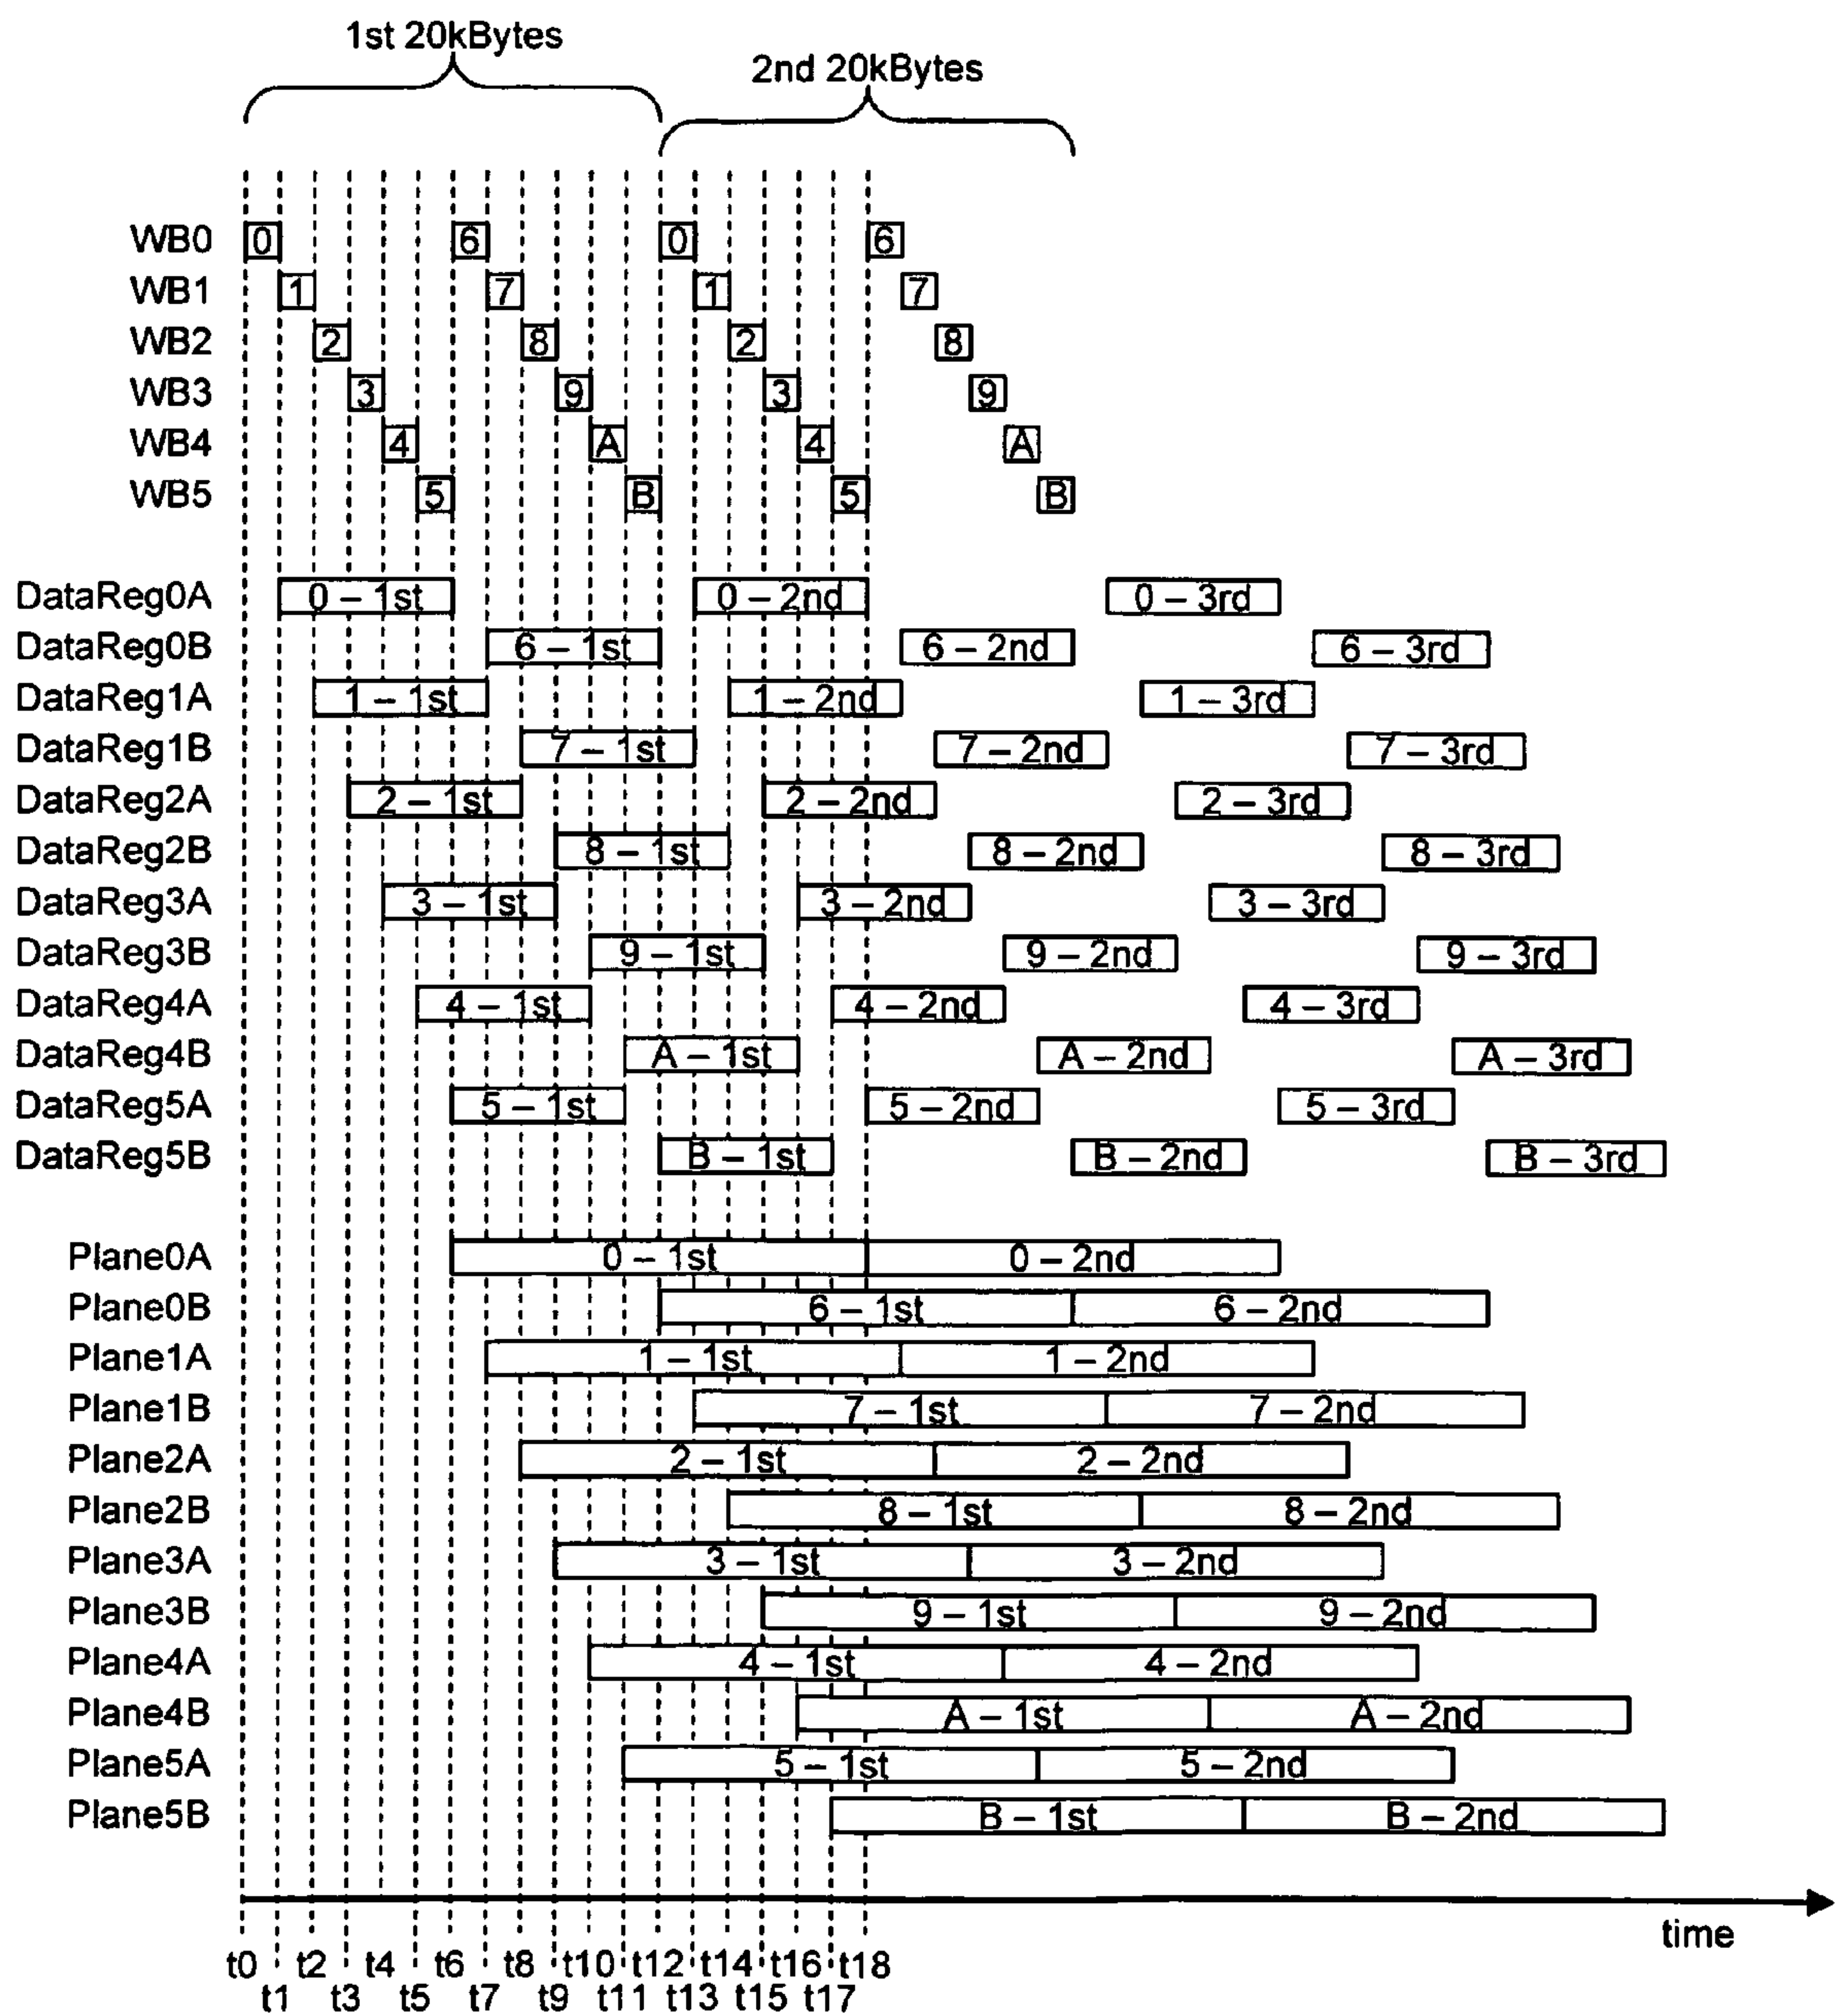 1st 20kBytes
2nd 20kBytes
WB0 0 6 0 6
WB1 1 7 1 7
WB2 2 8 2 8
WB3 3 9 3 9
WB4 4 A 4 A
WB5 5 B 5 B
DataReg0A 0 – 1st 0 – 2nd 0 – 3rd
DataReg0B 6 – 1st 6 – 2nd 6 – 3rd
DataReg1A 1 – 1st 1 – 2nd 1 – 3rd
DataReg1B 7 – 1st 7 – 2nd 7 – 3rd
DataReg2A 2 – 1st 2 – 2nd 2 – 3rd
DataReg2B 8 – 1st 8 – 2nd 8 – 3rd
DataReg3A 3 – 1st 3 – 2nd 3 – 3rd
DataReg3B 9 – 1st 9 – 2nd 9 – 3rd
DataReg4A 4 – 1st 4 – 2nd 4 – 3rd
DataReg4B A – 1st A – 2nd A – 3rd
DataReg5A 5 – 1st 5 – 2nd 5 – 3rd
DataReg5B B – 1st B – 2nd B – 3rd
Plane0A 0 – 1st 0 – 2nd
Plane0B 6 – 1st 6 – 2nd
Plane1A 1 – 1st 1 – 2nd
Plane1B 7 – 1st 7 – 2nd
Plane2A 2 – 1st 2 – 2nd
Plane2B 8 – 1st 8 – 2nd
Plane3A 3 – 1st 3 – 2nd
Plane3B 9 – 1st 9 – 2nd
Plane4A 4 – 1st 4 – 2nd
Plane4B A – 1st A – 2nd
Plane5A 5 – 1st 5 – 2nd
Plane5B B – 1st B – 2nd
time
t0 t2 t4 t6 t8 t10 t12 t14 t16 t18
t1 t3 t5 t7 t9 t11 t13 t15 t17